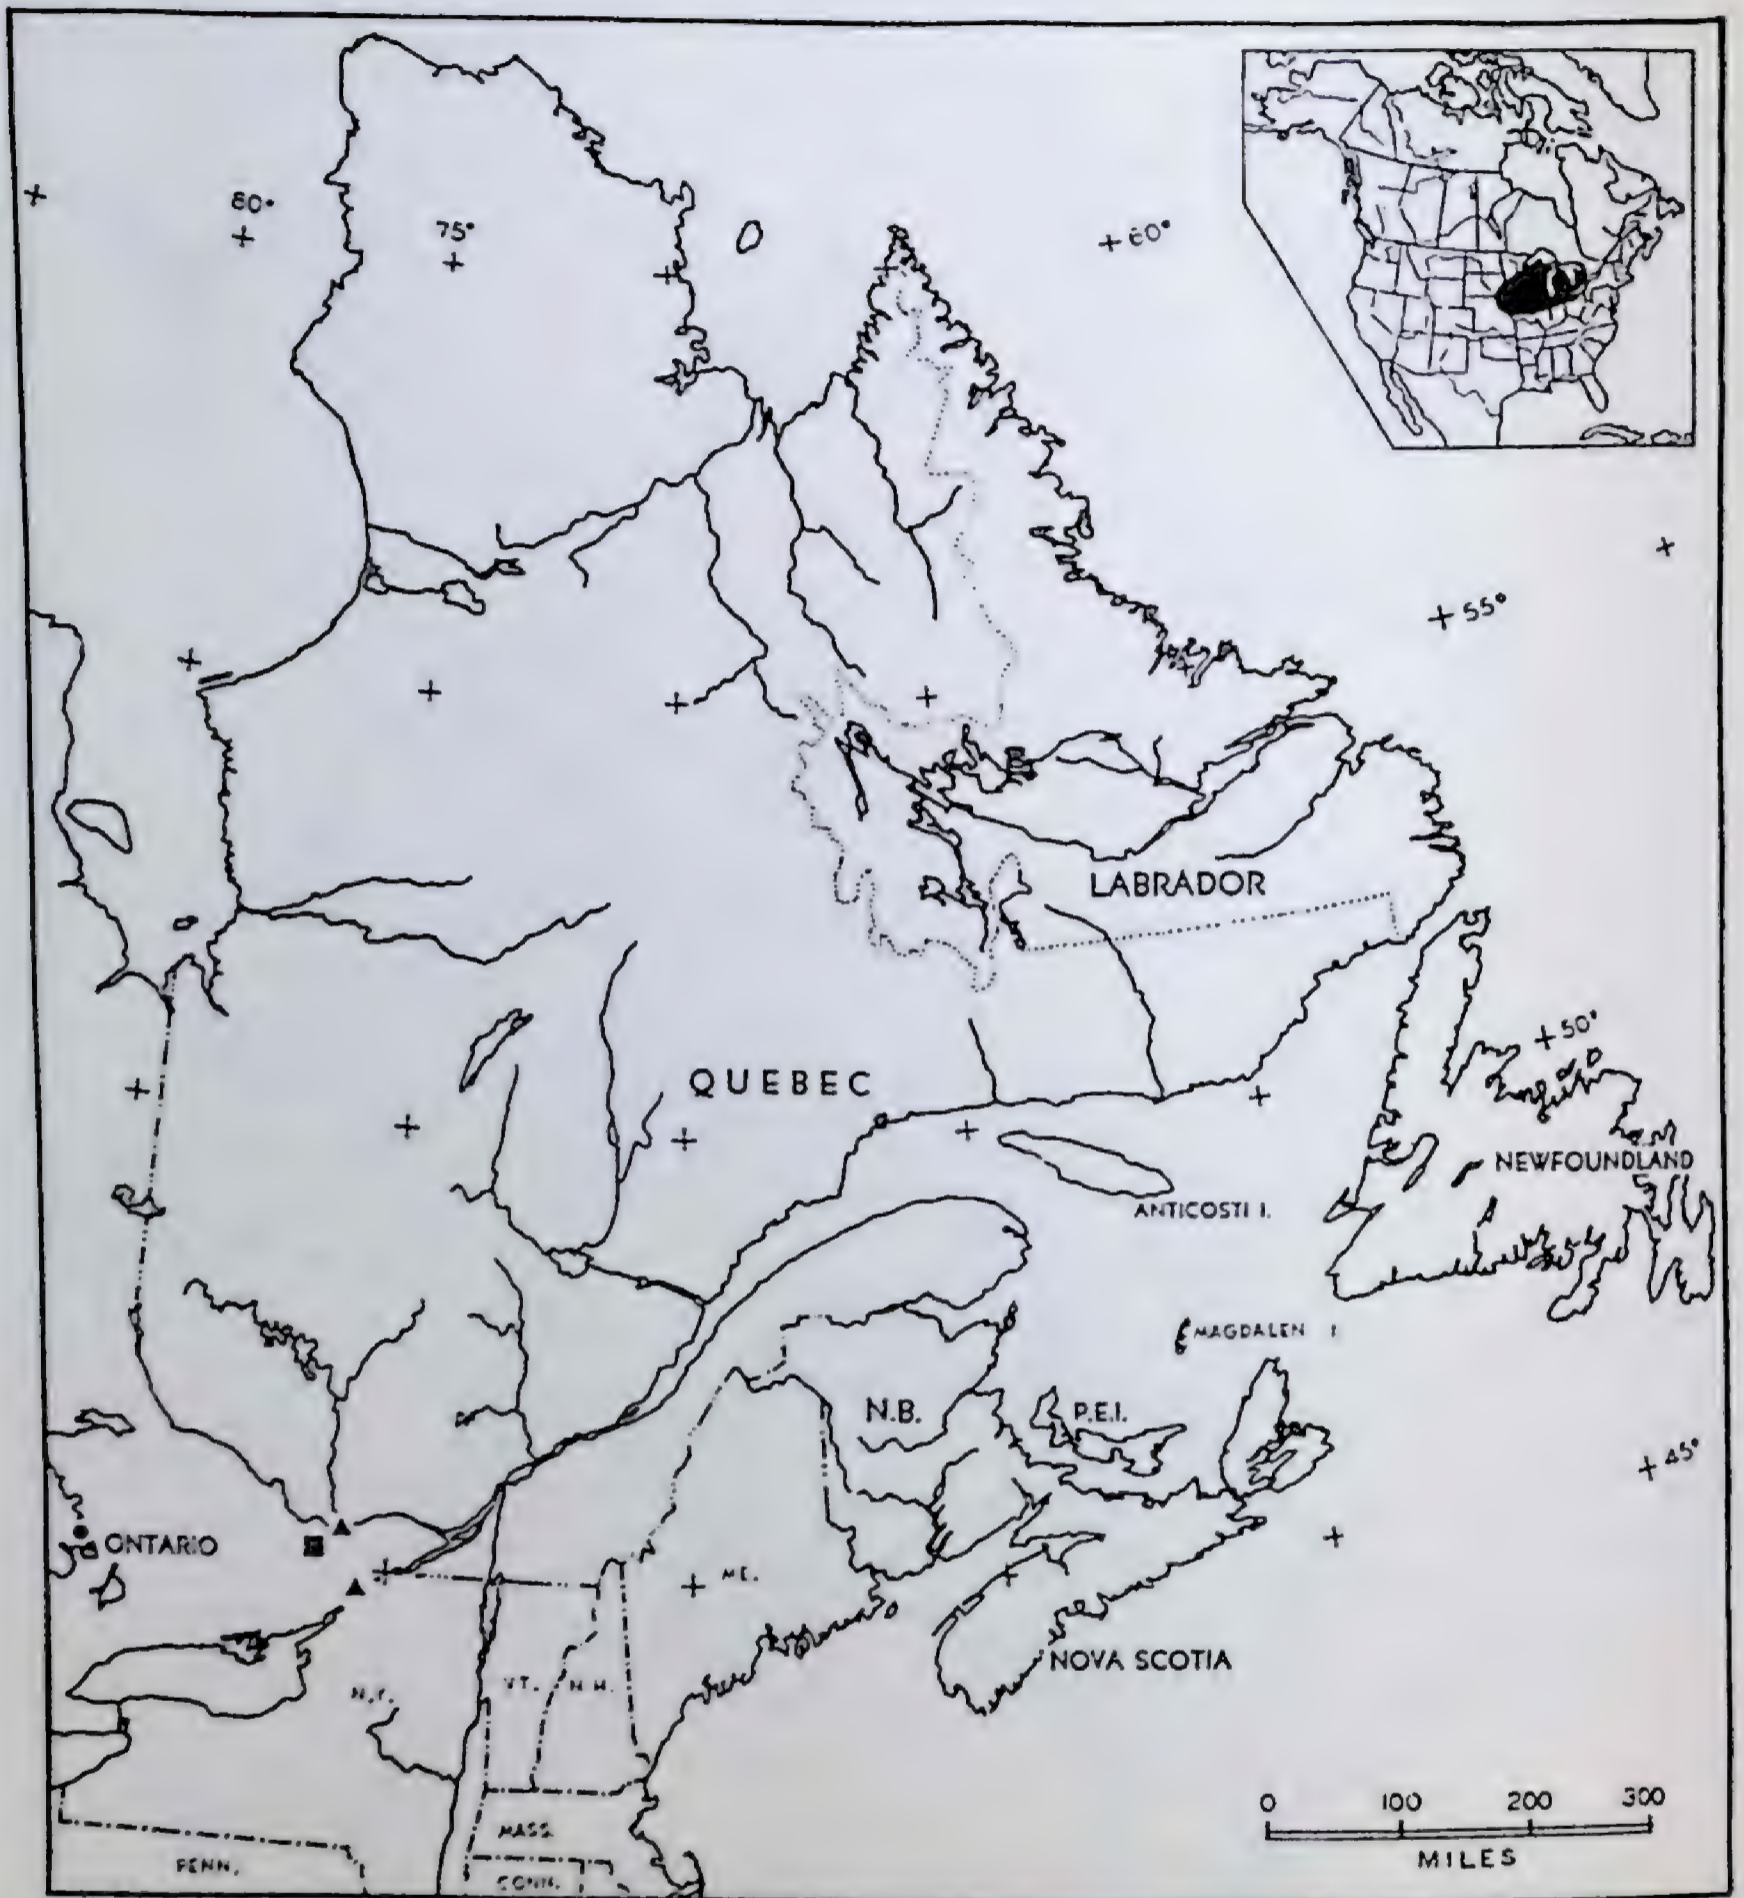 80°
75°
60°
55°
LABRADOR
50°
QUEBEC
NEWFOUNDLAND
ANTICOSTI I.
MAGDALEN I.
N.B.
P.E.I.
45°
ONTARIO
ME.
NOVA SCOTIA
N.Y.
VT.
N.H.
0 100 200 300
MILES
MASS.
PENN.
CONN.